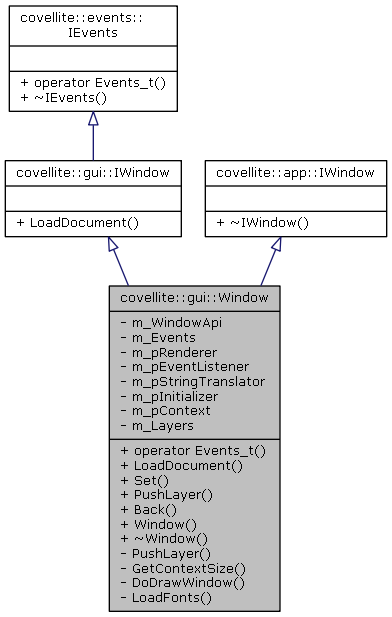 covellite::events::
IEvents
+ operator Events_t()
+ ~IEvents()
covellite::gui::IWindow
+ LoadDocument()
covellite::app::IWindow
+ ~IWindow()
covellite::gui::Window
- m_WindowApi
- m_Events
- m_pRenderer
- m_pEventListener
- m_pStringTranslator
- m_pInitializer
- m_pContext
- m_Layers
+ operator Events_t()
+ LoadDocument()
+ Set()
+ PushLayer()
+ Back()
+ Window()
+ ~Window()
- PushLayer()
- GetContextSize()
- DoDrawWindow()
- LoadFonts()